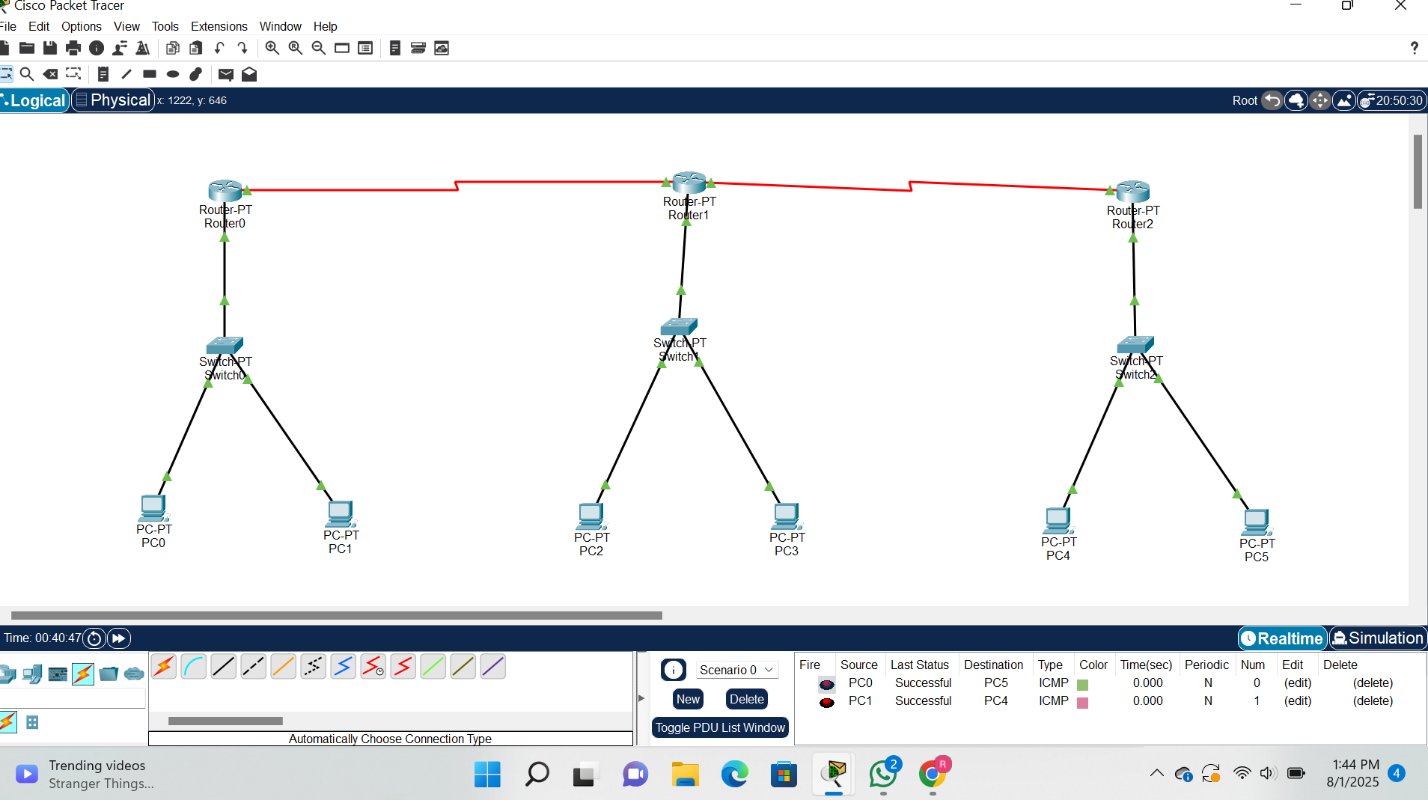 Cisco Packet Tracer
File Edit Options View Tools Extensions Window Help
?
Logical Physical x: 1222, y: 646 Root 20:50:30
Router-PT
Router0
Router-PT
Router1
Router-PT
Router2
Switch-PT
Switch0
Switch-PT
Switch1
Switch-PT
Switch2
PC-PT
PC0
PC-PT
PC1
PC-PT
PC2
PC-PT
PC3
PC-PT
PC4
PC-PT
PC5
Time: 00:40:47 Realtime Simulation
Automatically Choose Connection Type
Scenario 0
New Delete
Toggle PDU List Window
Fire Source Last Status Destination Type Color Time(sec) Periodic Num Edit Delete
PC0 Successful PC5 ICMP 0.000 N 0 (edit) (delete)
PC1 Successful PC4 ICMP 0.000 N 1 (edit) (delete)
Trending videos
Stranger Things...
2
R
1:44 PM
8/1/2025
4